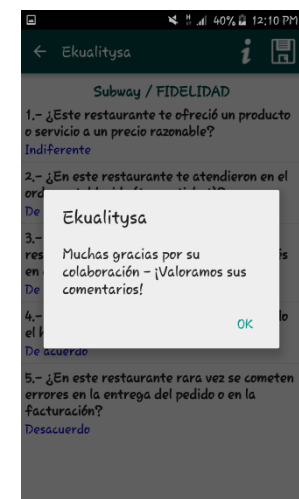 40% 12:10 PM
Ekualitysa
Subway / FIDELIDAD
1.- ¿Este restaurante te ofreció un producto
o servicio a un precio razonable?
Indiferente
2.- ¿En este restaurante te atendieron en el
De
Ekualitysa
3.-
Muchas gracias por su
colaboración - ¡Valoramos sus
comentarios!
en
De
4.-
OK
el
De acuerdo
5.- ¿En este restaurante rara vez se cometen
errores en la entrega del pedido o en la
facturación?
Desacuerdo